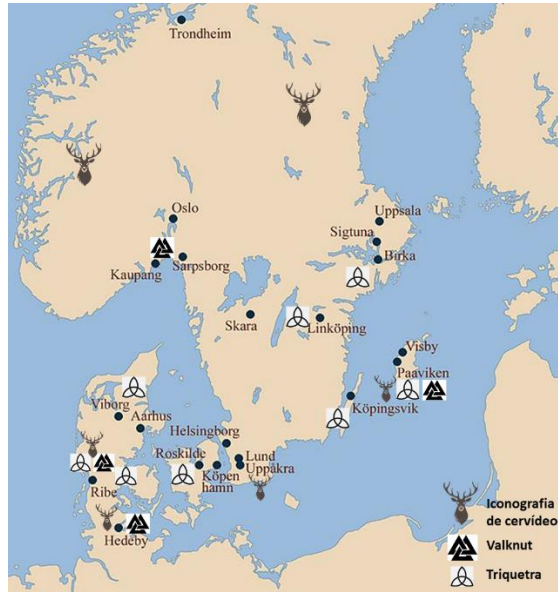 Trondheim
Oslo
Uppsala
Sigtuna
Birka
Kaupang
Sarpsborg
Skara
Linköping
Visby
Paaviken
Köpingsvik
Viborg
Aarhus
Helsingborg
Roskilde
Lund
Uppåkra
Köpen
hamn
Ribe
Hedeby
Iconografia
de cervídeo
Valknut
Triquetra